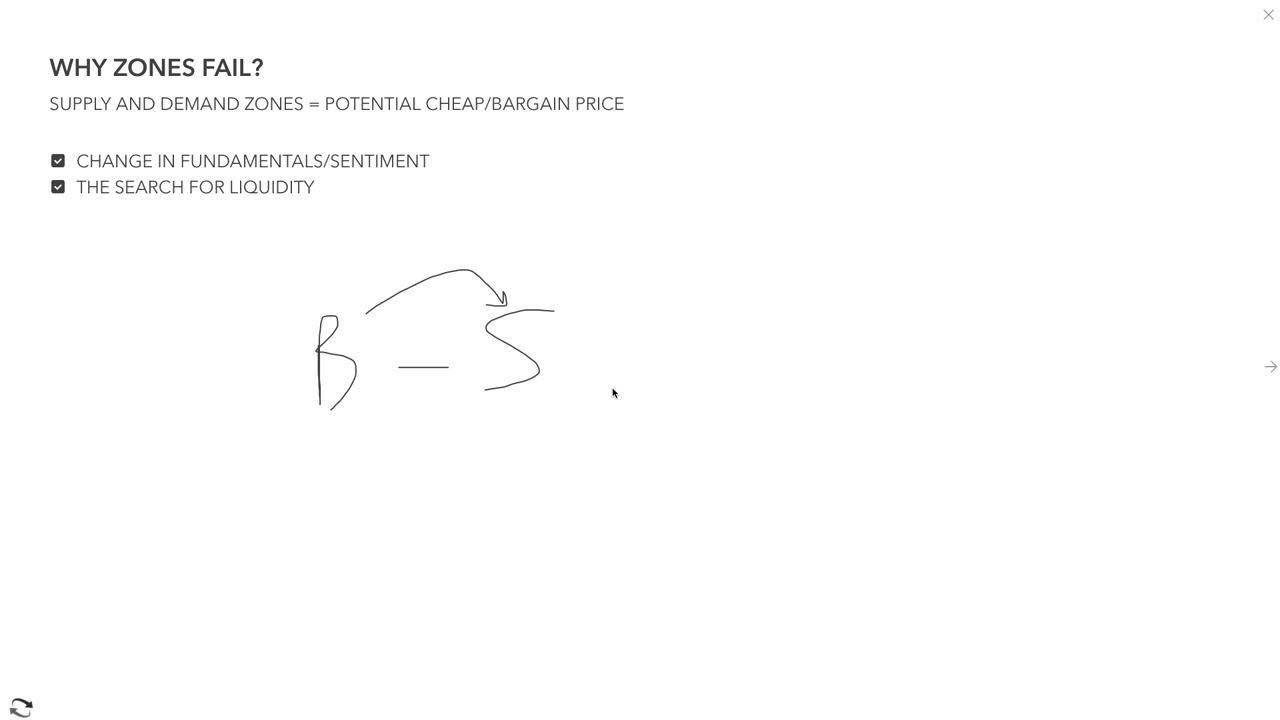 WHY ZONES FAIL?
SUPPLY AND DEMAND ZONES = POTENTIAL CHEAP/BARGAIN PRICE
CHANGE IN FUNDAMENTALS/SENTIMENT
THE SEARCH FOR LIQUIDITY
B — S